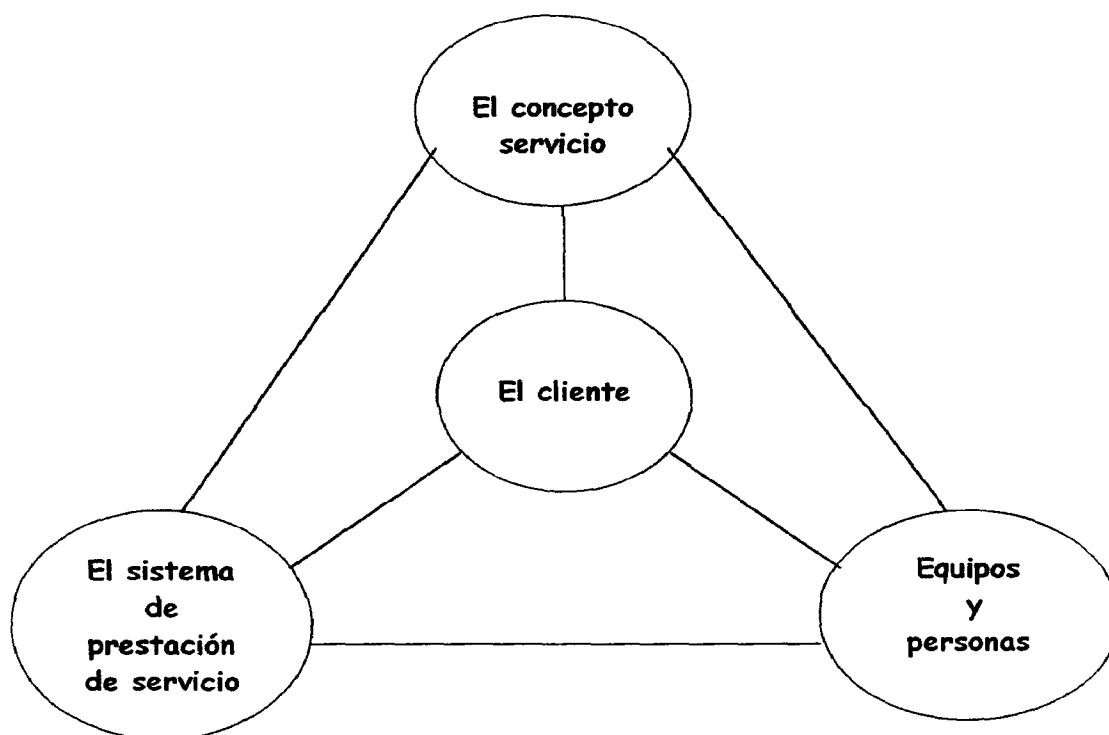 El concepto
servicio
El cliente
El sistema
de
prestación
de servicio
Equipos
y
personas